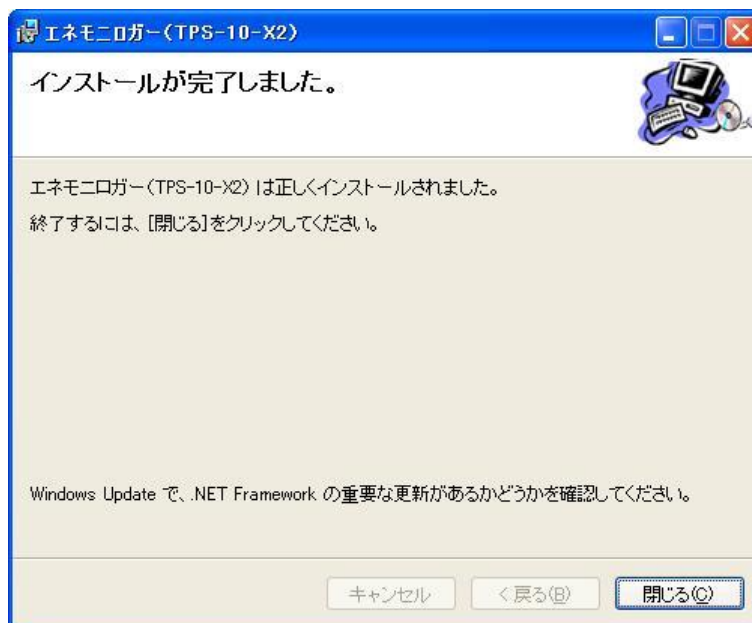 エネモニロガー(TPS-10-X2)
インストールが完了しました。
エネモニロガー(TPS-10-X2) は正しくインストールされました。
終了するには、[閉じる]をクリックしてください。
Windows Update で、.NET Framework の重要な更新があるかどうかを確認してください。
キャンセル
< 戻る(B)
閉じる(C)